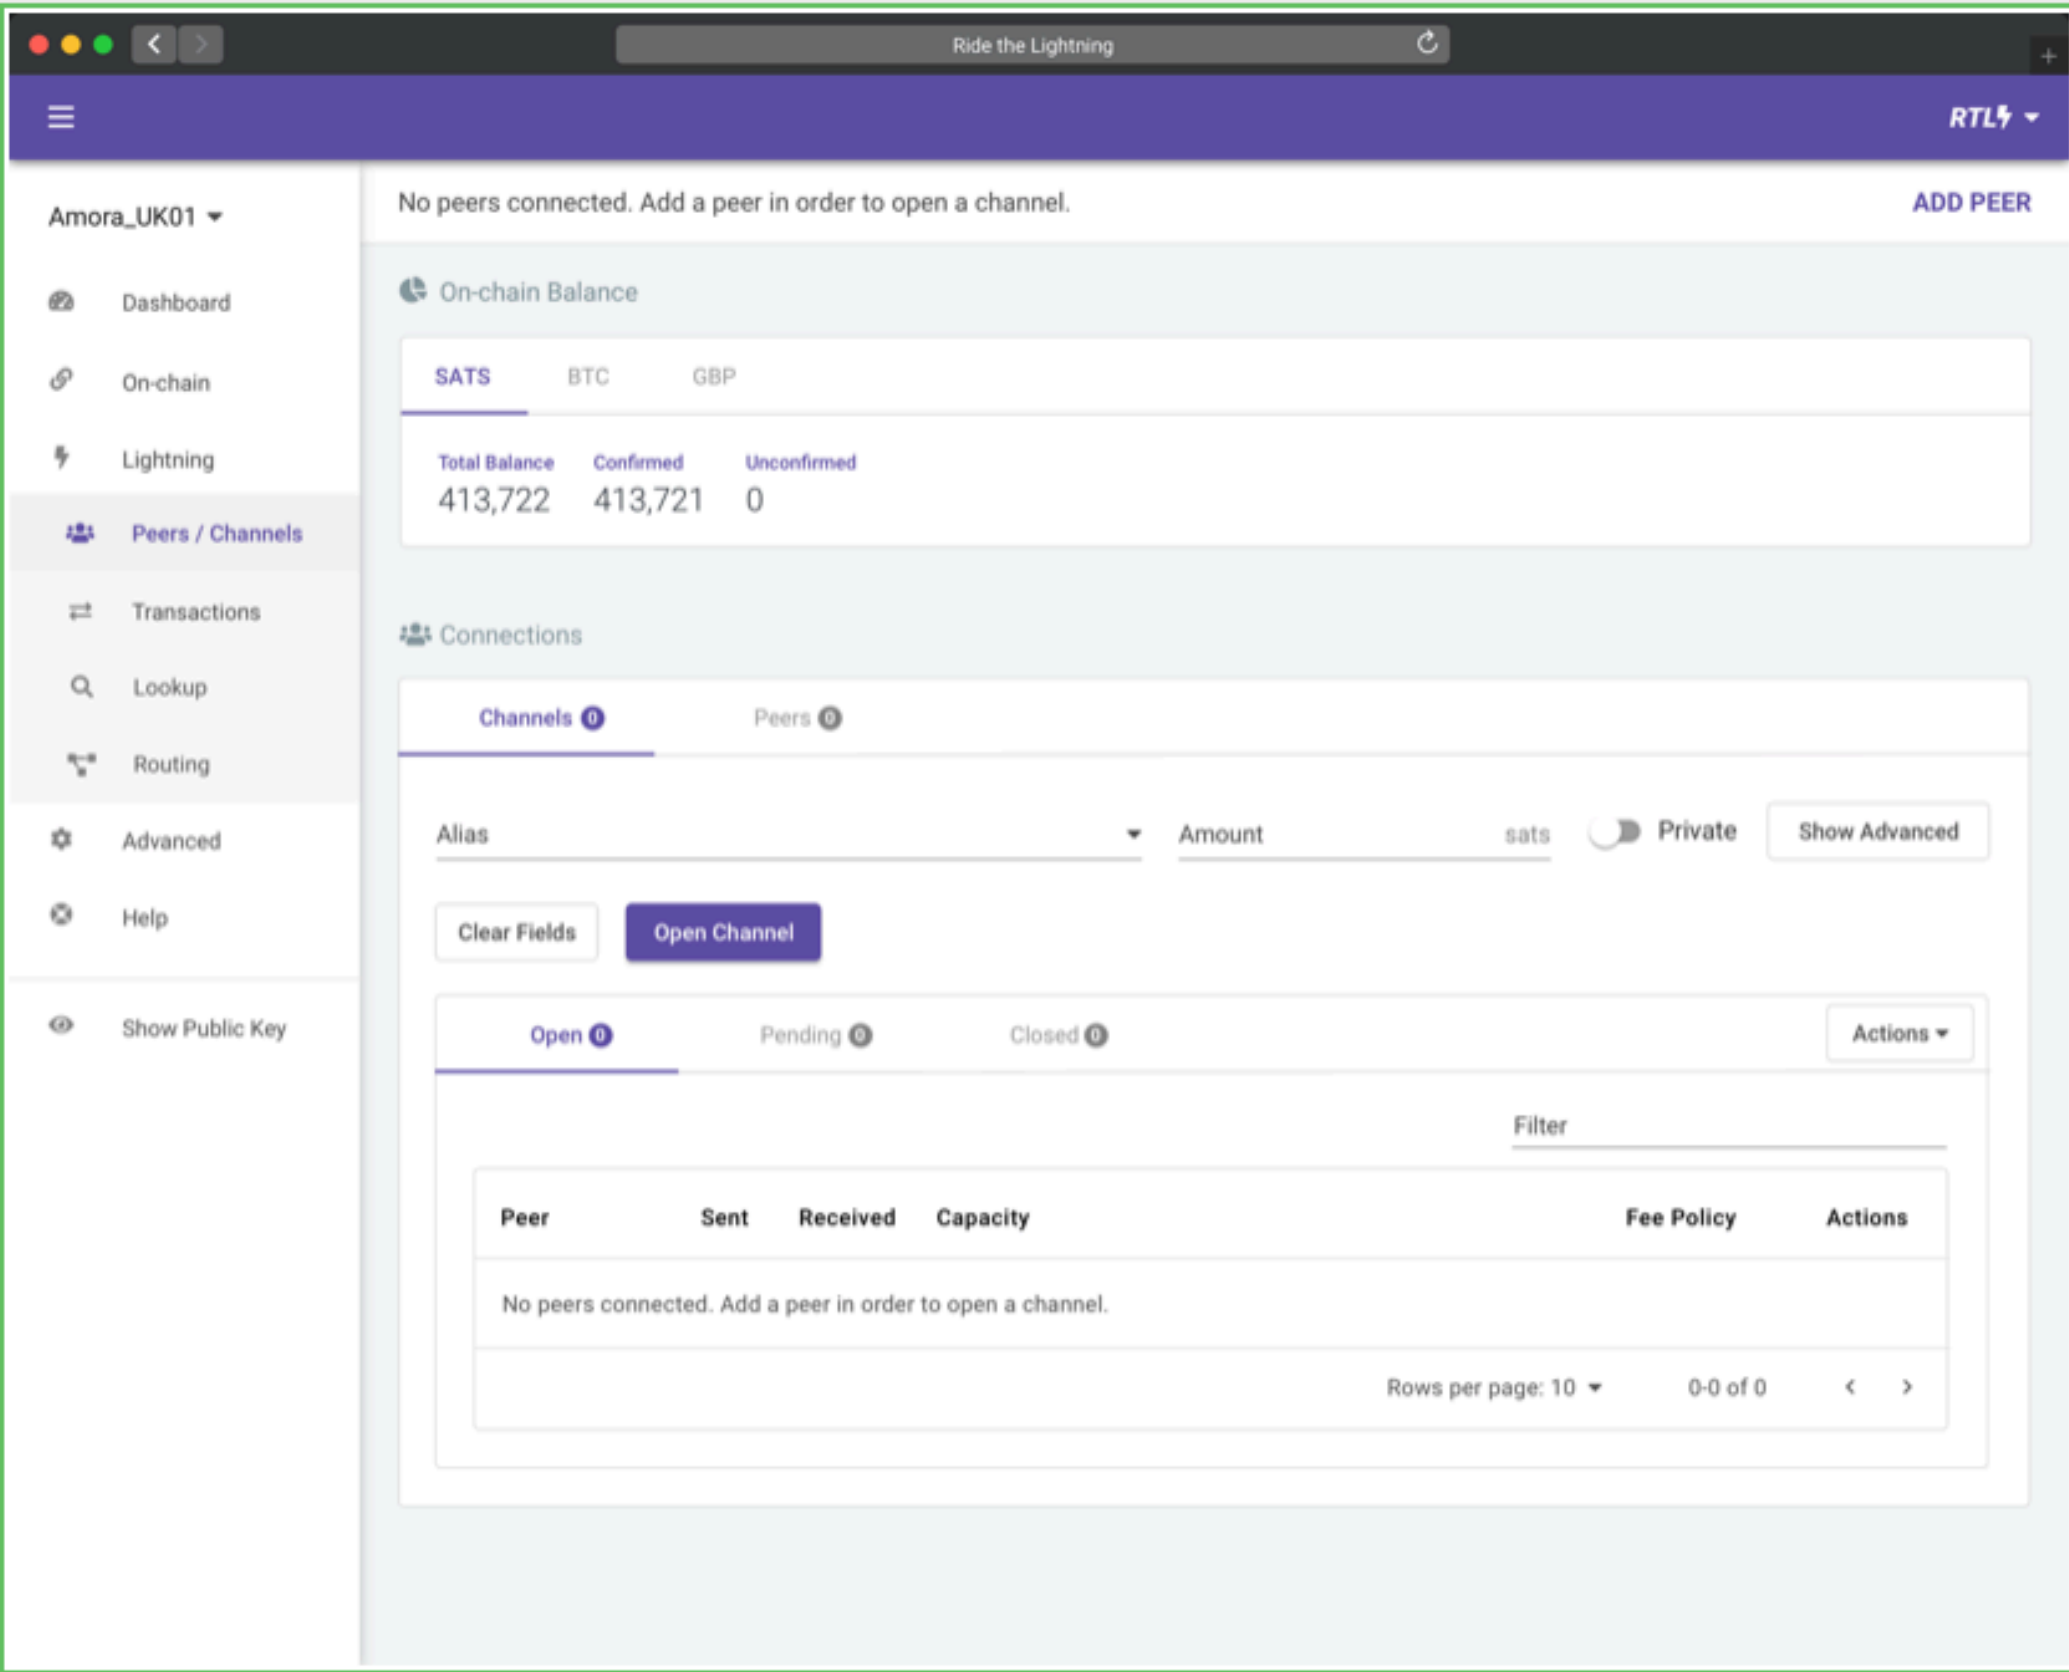 Ride the Lightning
RTL
Amora_UK01
No peers connected. Add a peer in order to open a channel.
ADD PEER
Dashboard
On-chain
Lightning
Peers / Channels
Transactions
Lookup
Routing
Advanced
Help
Show Public Key
On-chain Balance
SATS BTC GBP
Total Balance Confirmed Unconfirmed
413,722 413,721 0
Connections
Channels 0 Peers 0
Alias Amount sats Private Show Advanced
Clear Fields Open Channel
Open 0 Pending 0 Closed 0 Actions
Filter
Peer Sent Received Capacity Fee Policy Actions
No peers connected. Add a peer in order to open a channel.
Rows per page: 10 0-0 of 0